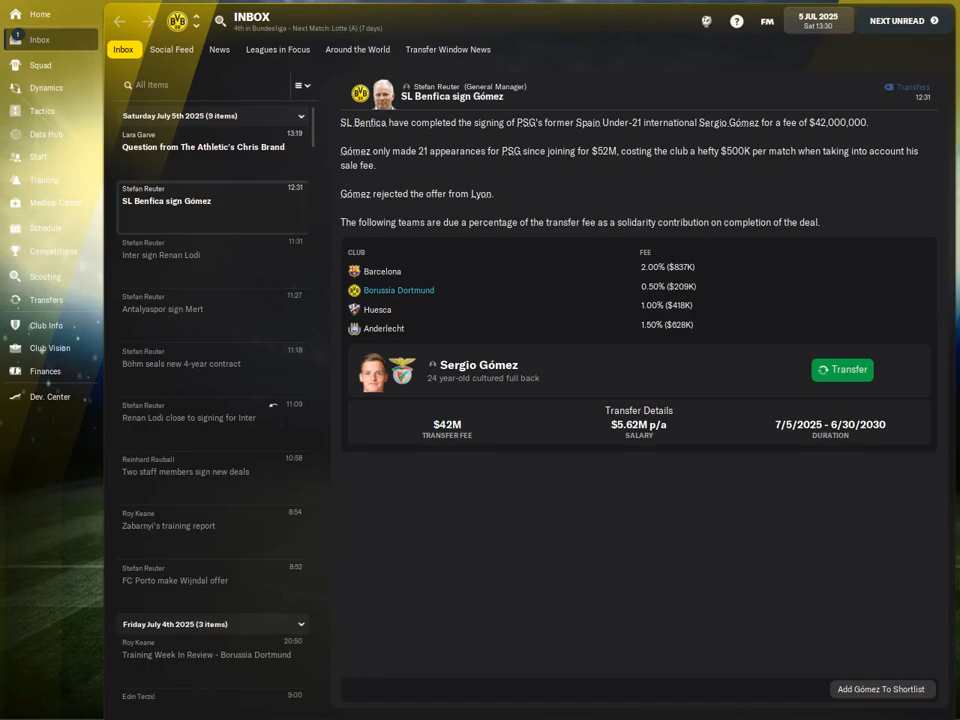 Home
1
Inbox
Squad
Dynamics
Tactics
Data Hub
Staff
Training
Medical Center
Schedule
Competitions
Scouting
Transfers
Club Info
Club Vision
Finances
Dev. Center
BVB
09
INBOX
4th in Bundesliga - Next Match: Lotte (A) (7 days)
?
FM
5 JUL 2025
Sat 13:30
NEXT UNREAD
Inbox
Social Feed
News
Leagues in Focus
Around the World
Transfer Window News
All Items
Saturday July 5th 2025 (9 items)
Lara Garve
13:19
Question from The Athletic's Chris Brand
Stefan Reuter
12:31
SL Benfica sign Gómez
Stefan Reuter
11:31
Inter sign Renan Lodi
Stefan Reuter
11:27
Antalyaspor sign Mert
Stefan Reuter
11:18
Böhm seals new 4-year contract
Stefan Reuter
11:09
Renan Lodi close to signing for Inter
Reinhard Rauball
10:58
Two staff members sign new deals
Roy Keane
8:54
Zabarnyi's training report
Stefan Reuter
8:52
FC Porto make Wijndal offer
Friday July 4th 2025 (3 items)
Roy Keane
20:50
Training Week In Review - Borussia Dortmund
Edin Terzić
9:00
Stefan Reuter (General Manager)
SL Benfica sign Gómez
Transfers
12:31
SL Benfica have completed the signing of PSG's former Spain Under-21 international Sergio Gómez for a fee of $42,000,000.
Gómez only made 21 appearances for PSG since joining for $52M, costing the club a hefty $500K per match when taking into account his
sale fee.
Gómez rejected the offer from Lyon.
The following teams are due a percentage of the transfer fee as a solidarity contribution on completion of the deal.
CLUB
FEE
Barcelona
2.00% ($837K)
Borussia Dortmund
0.50% ($209K)
Huesca
1.00% ($418K)
Anderlecht
1.50% ($628K)
Sergio Gómez
24 year-old cultured full back
Transfer
Transfer Details
$42M
TRANSFER FEE
$5.62M p/a
SALARY
7/5/2025 - 6/30/2030
DURATION
Add Gómez To Shortlist